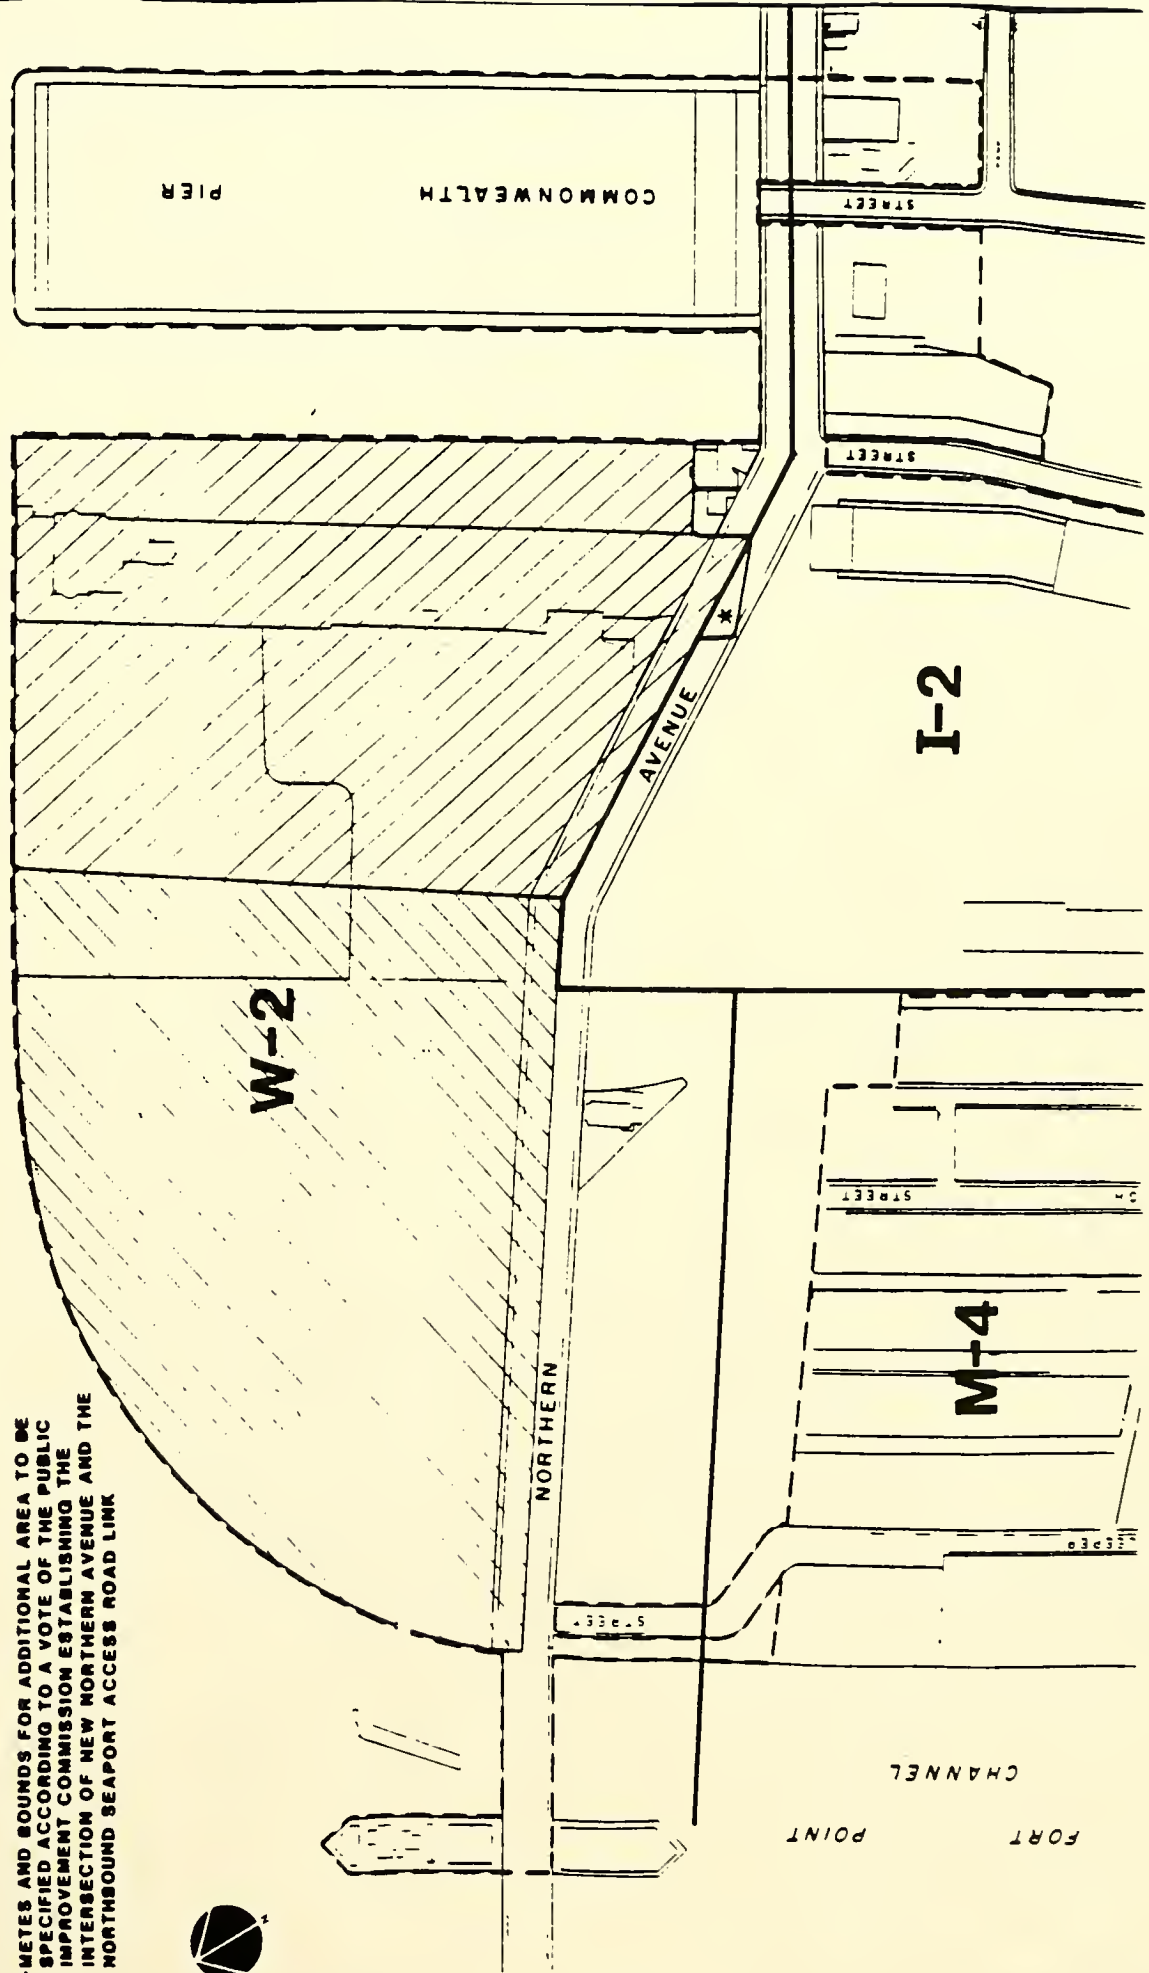 METES AND BOUNDS FOR ADDITIONAL AREA TO BE
SPECIFIED ACCORDING TO A VOTE OF THE PUBLIC
IMPROVEMENT COMMISSION ESTABLISHING THE
INTERSECTION OF NEW NORTHERN AVENUE AND THE
NORTHBOUND SEAPORT ACCESS ROAD LINK
COMMONWEALTH PIER
STREET
STREET
*
AVENUE
I-2
W-2
STREET
M-4
NORTHERN
STREET
FORT POINT
CHANNEL